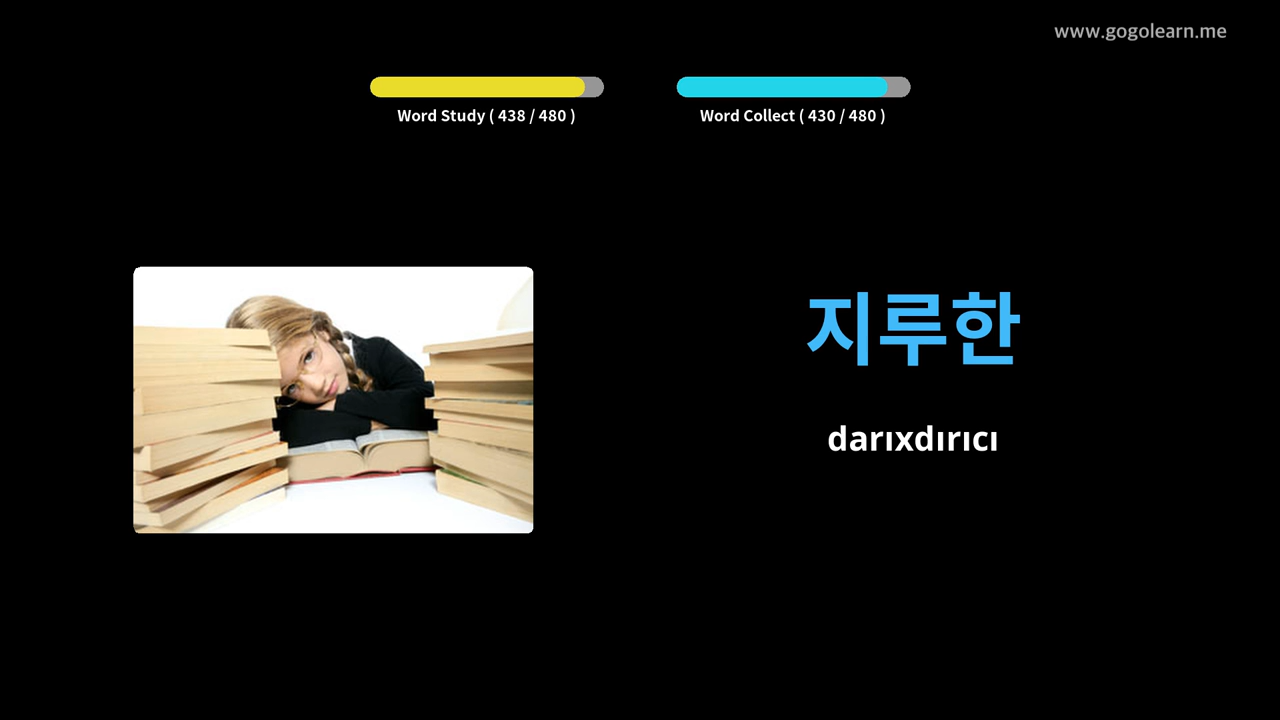 www.gogolearn.me
Word Study ( 438 / 480 )
Word Collect ( 430 / 480 )
지루한
darıxdırıcı